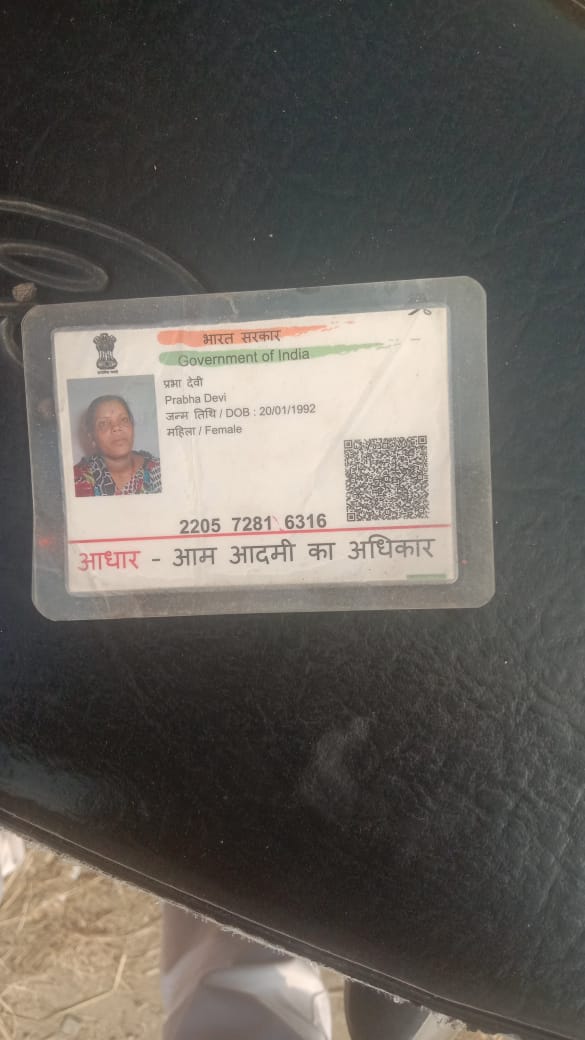 भारत सरकार
Government of India
प्रभा देवी
Prabha Devi
जन्म तिथि / DOB : 20/01/1992
महिला / Female
2205 7281 6316
आधार - आम आदमी का अधिकार